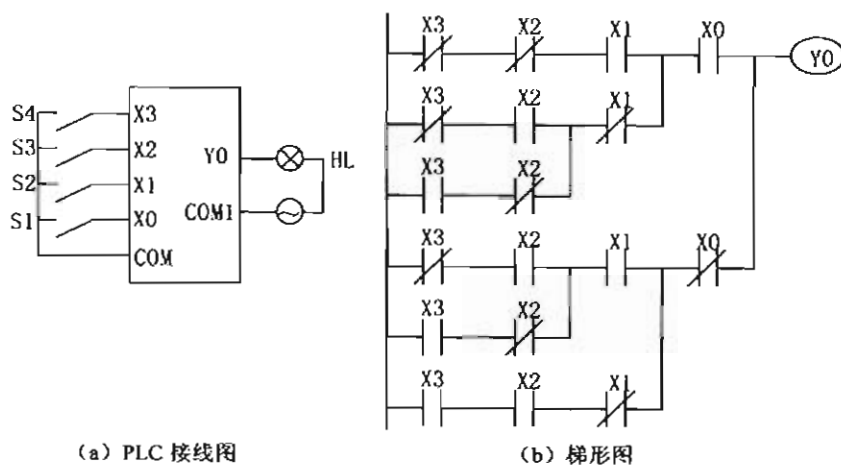 S4 X3
S3 X2
Y0 HL
S2 X1
COM1
S1 X0
COM
(a) PLC 接线图
X3 X2 X1 X0
Y0
X3 X2 X1
X3 X2
X3 X2 X1 X0
X3 X2
X3 X2 X1
(b) 梯形图